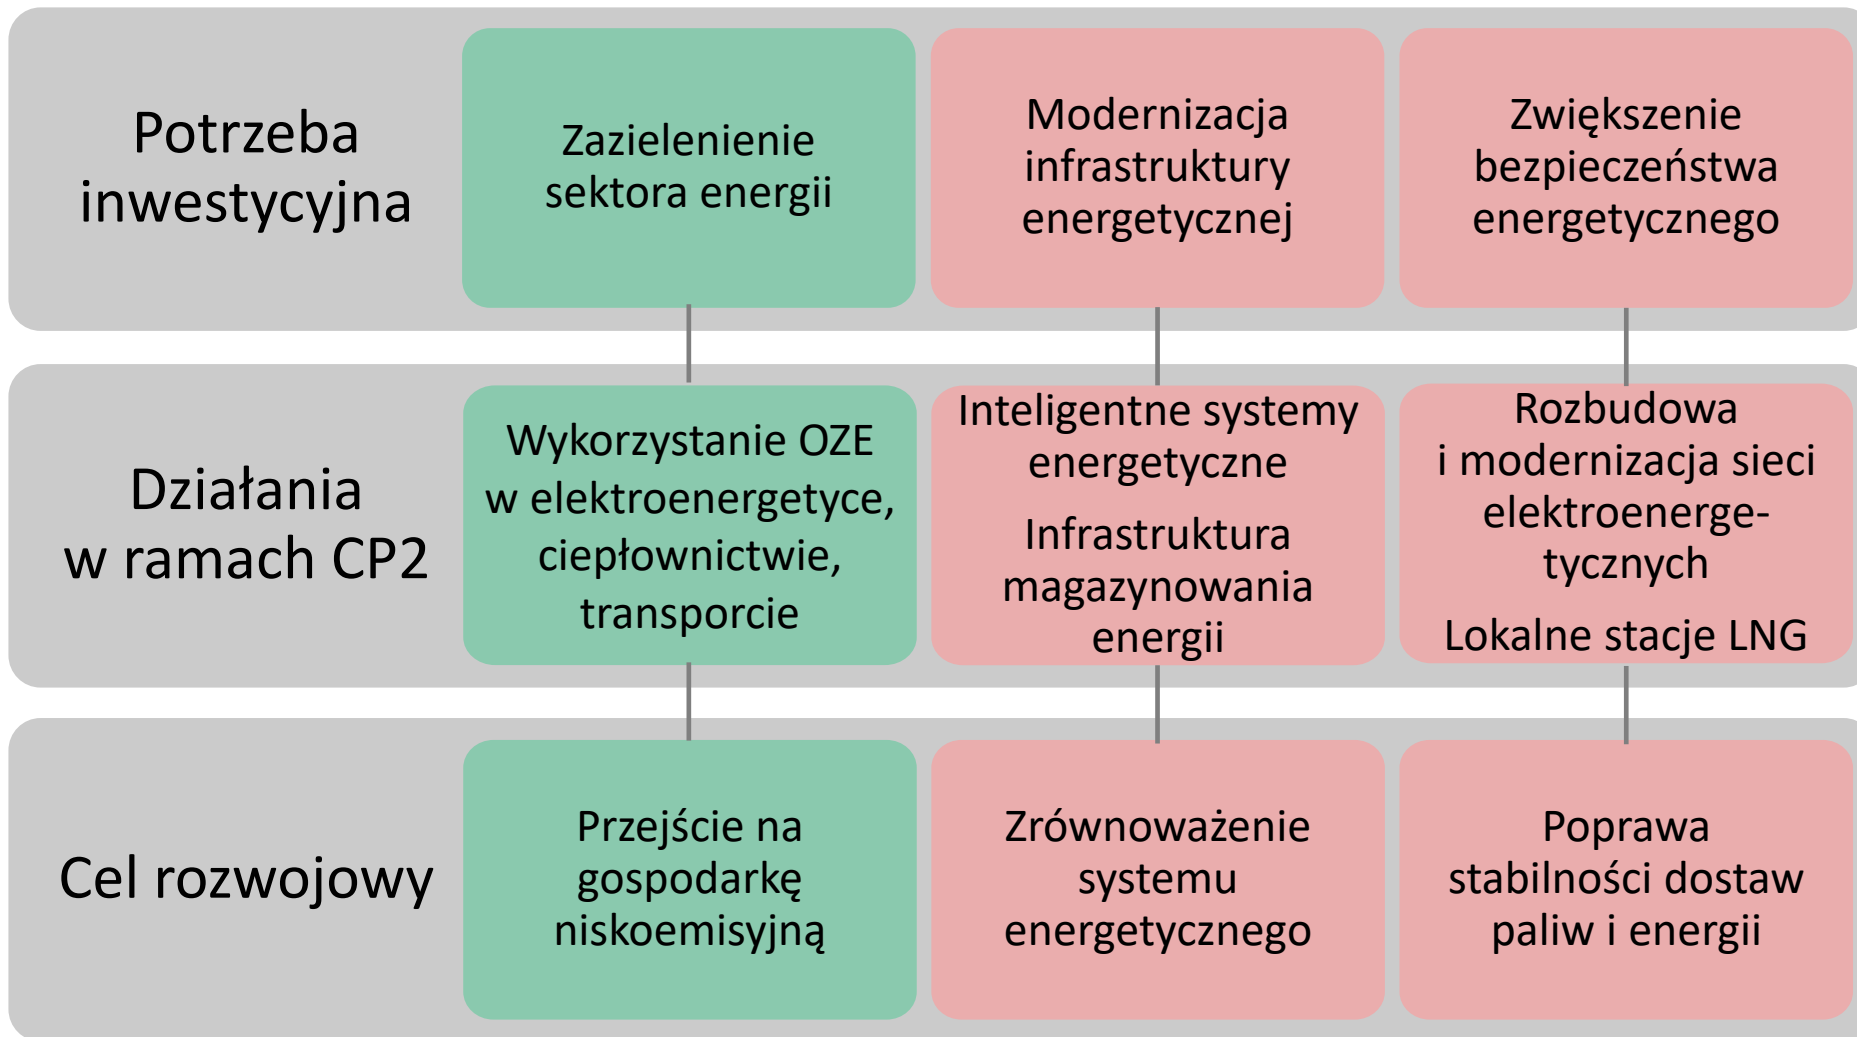 Potrzeba
inwestycyjna
Zazielenienie
sektora energii
Modernizacja
infrastruktury
energetycznej
Zwiększenie
bezpieczeństwa
energetycznego
Działania
w ramach CP2
Wykorzystanie OZE
w elektroenergetyce,
ciepłownictwie,
transporcie
Inteligentne systemy
energetyczne
Infrastruktura
magazynowania
energii
Rozbudowa
i modernizacja sieci
elektroenerge-
tycznych
Lokalne stacje LNG
Cel rozwojowy
Przejście na
gospodarkę
niskoemisyjną
Zrównoważenie
systemu
energetycznego
Poprawa
stabilności dostaw
paliw i energii